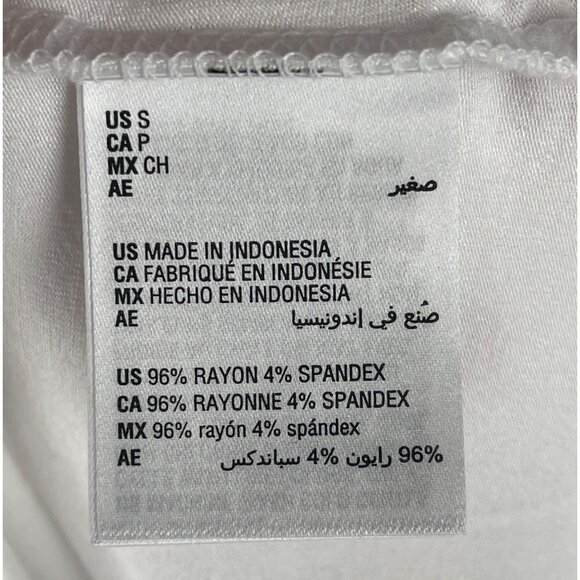 US S
CA P
MX CH
AE صغير
US MADE IN INDONESIA
CA FABRIQUÉ EN INDONÉSIE
MX HECHO EN INDONESIA
AE صُنع في إندونيسيا
US 96% RAYON 4% SPANDEX
CA 96% RAYONNE 4% SPANDEX
MX 96% rayón 4% spándex
AE 96% رايون 4% سباندكس